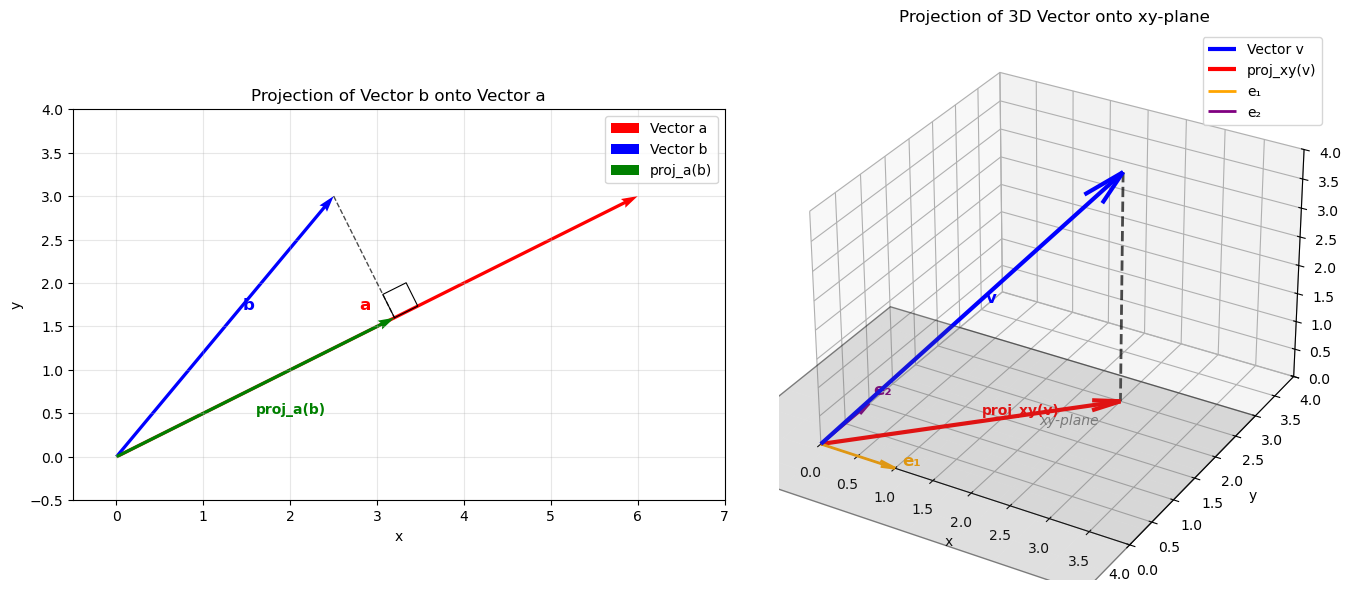 Projection of Vector b onto Vector a
4.0
3.5
3.0
2.5
2.0
1.5
1.0
0.5
0.0
−0.5
y
0
1
2
3
4
5
6
7
x
Vector a
Vector b
proj_a(b)
b
a
proj_a(b)
Projection of 3D Vector onto xy-plane
Vector v
proj_xy(v)
e₁
e₂
v
e₂
proj_xy(v)
xy-plane
e₁
0.0
0.5
1.0
1.5
2.0
2.5
3.0
3.5
4.0
x
0.0
0.5
1.0
1.5
2.0
2.5
3.0
3.5
4.0
y
0.0
0.5
1.0
1.5
2.0
2.5
3.0
3.5
4.0